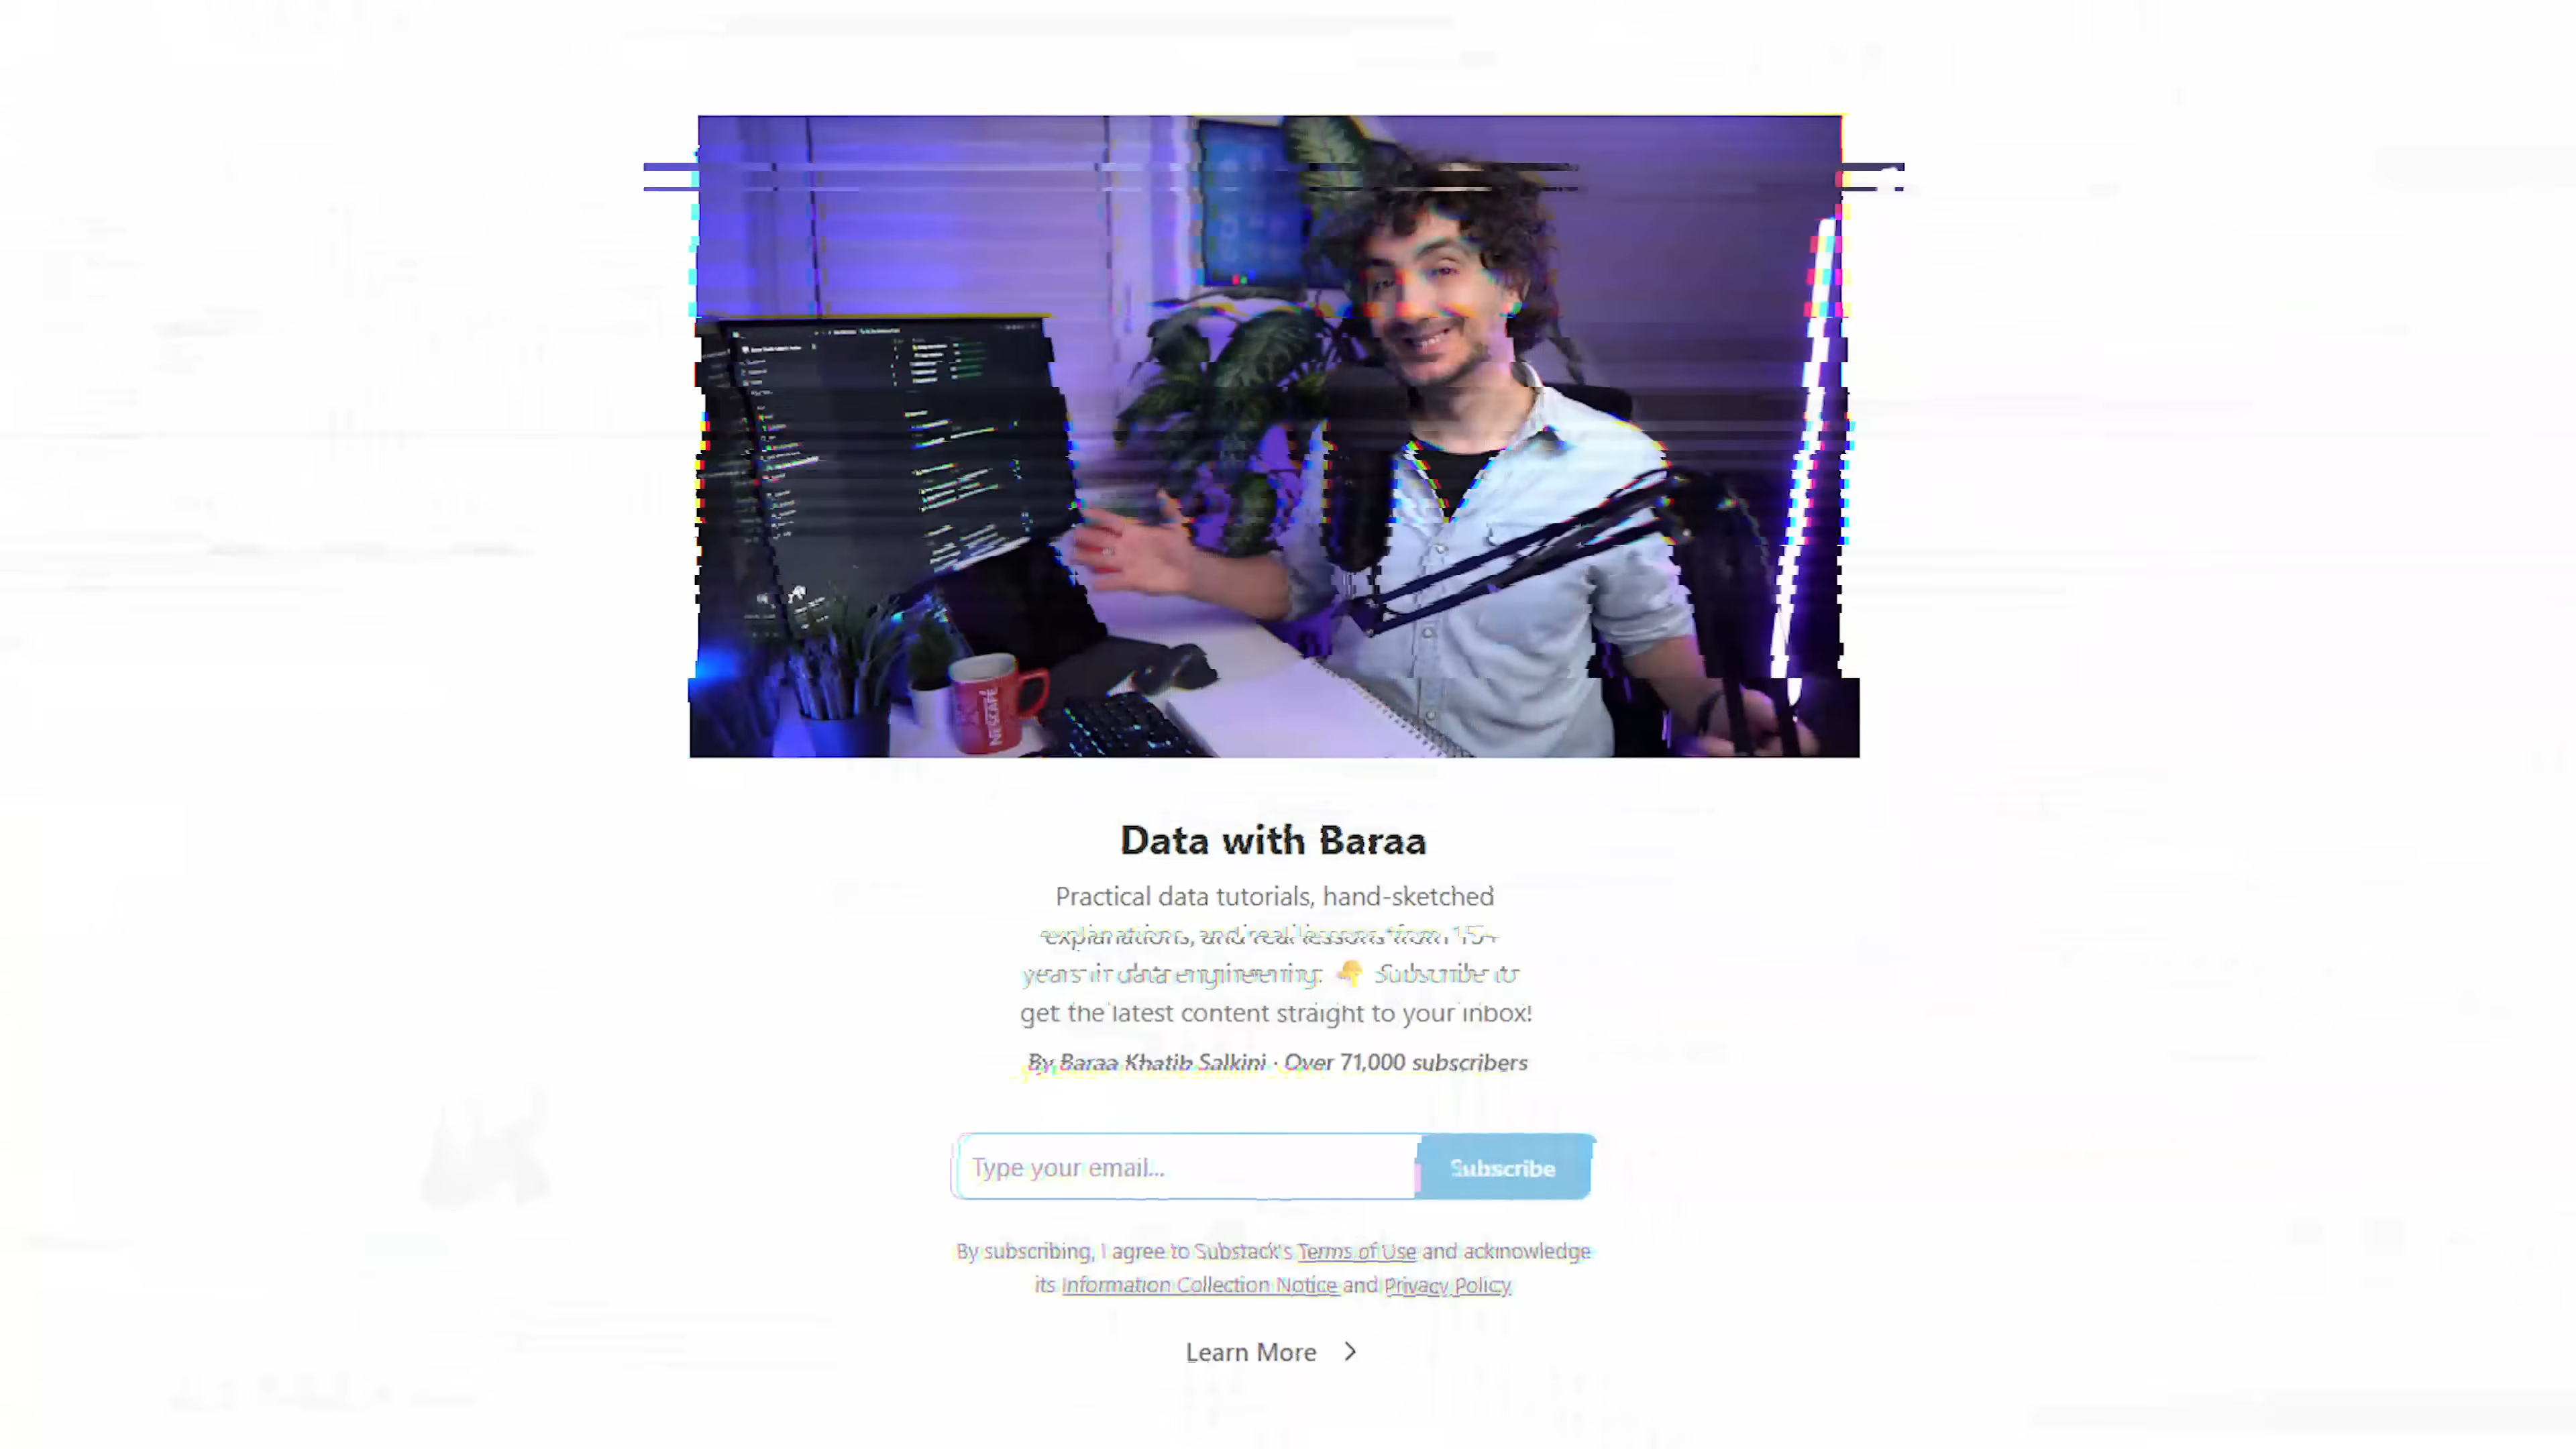 NESCAFÉ
Data with Baraa
Practical data tutorials, hand-sketched
explanations, and real lessons from 15+
years in data engineering. 👇 Subscribe to
get the latest content straight to your inbox!
By Baraa Khatib Salkini · Over 71,000 subscribers
Type your email...
Subscribe
By subscribing, I agree to Substack's Terms of Use and acknowledge
its Information Collection Notice and Privacy Policy
Learn More >